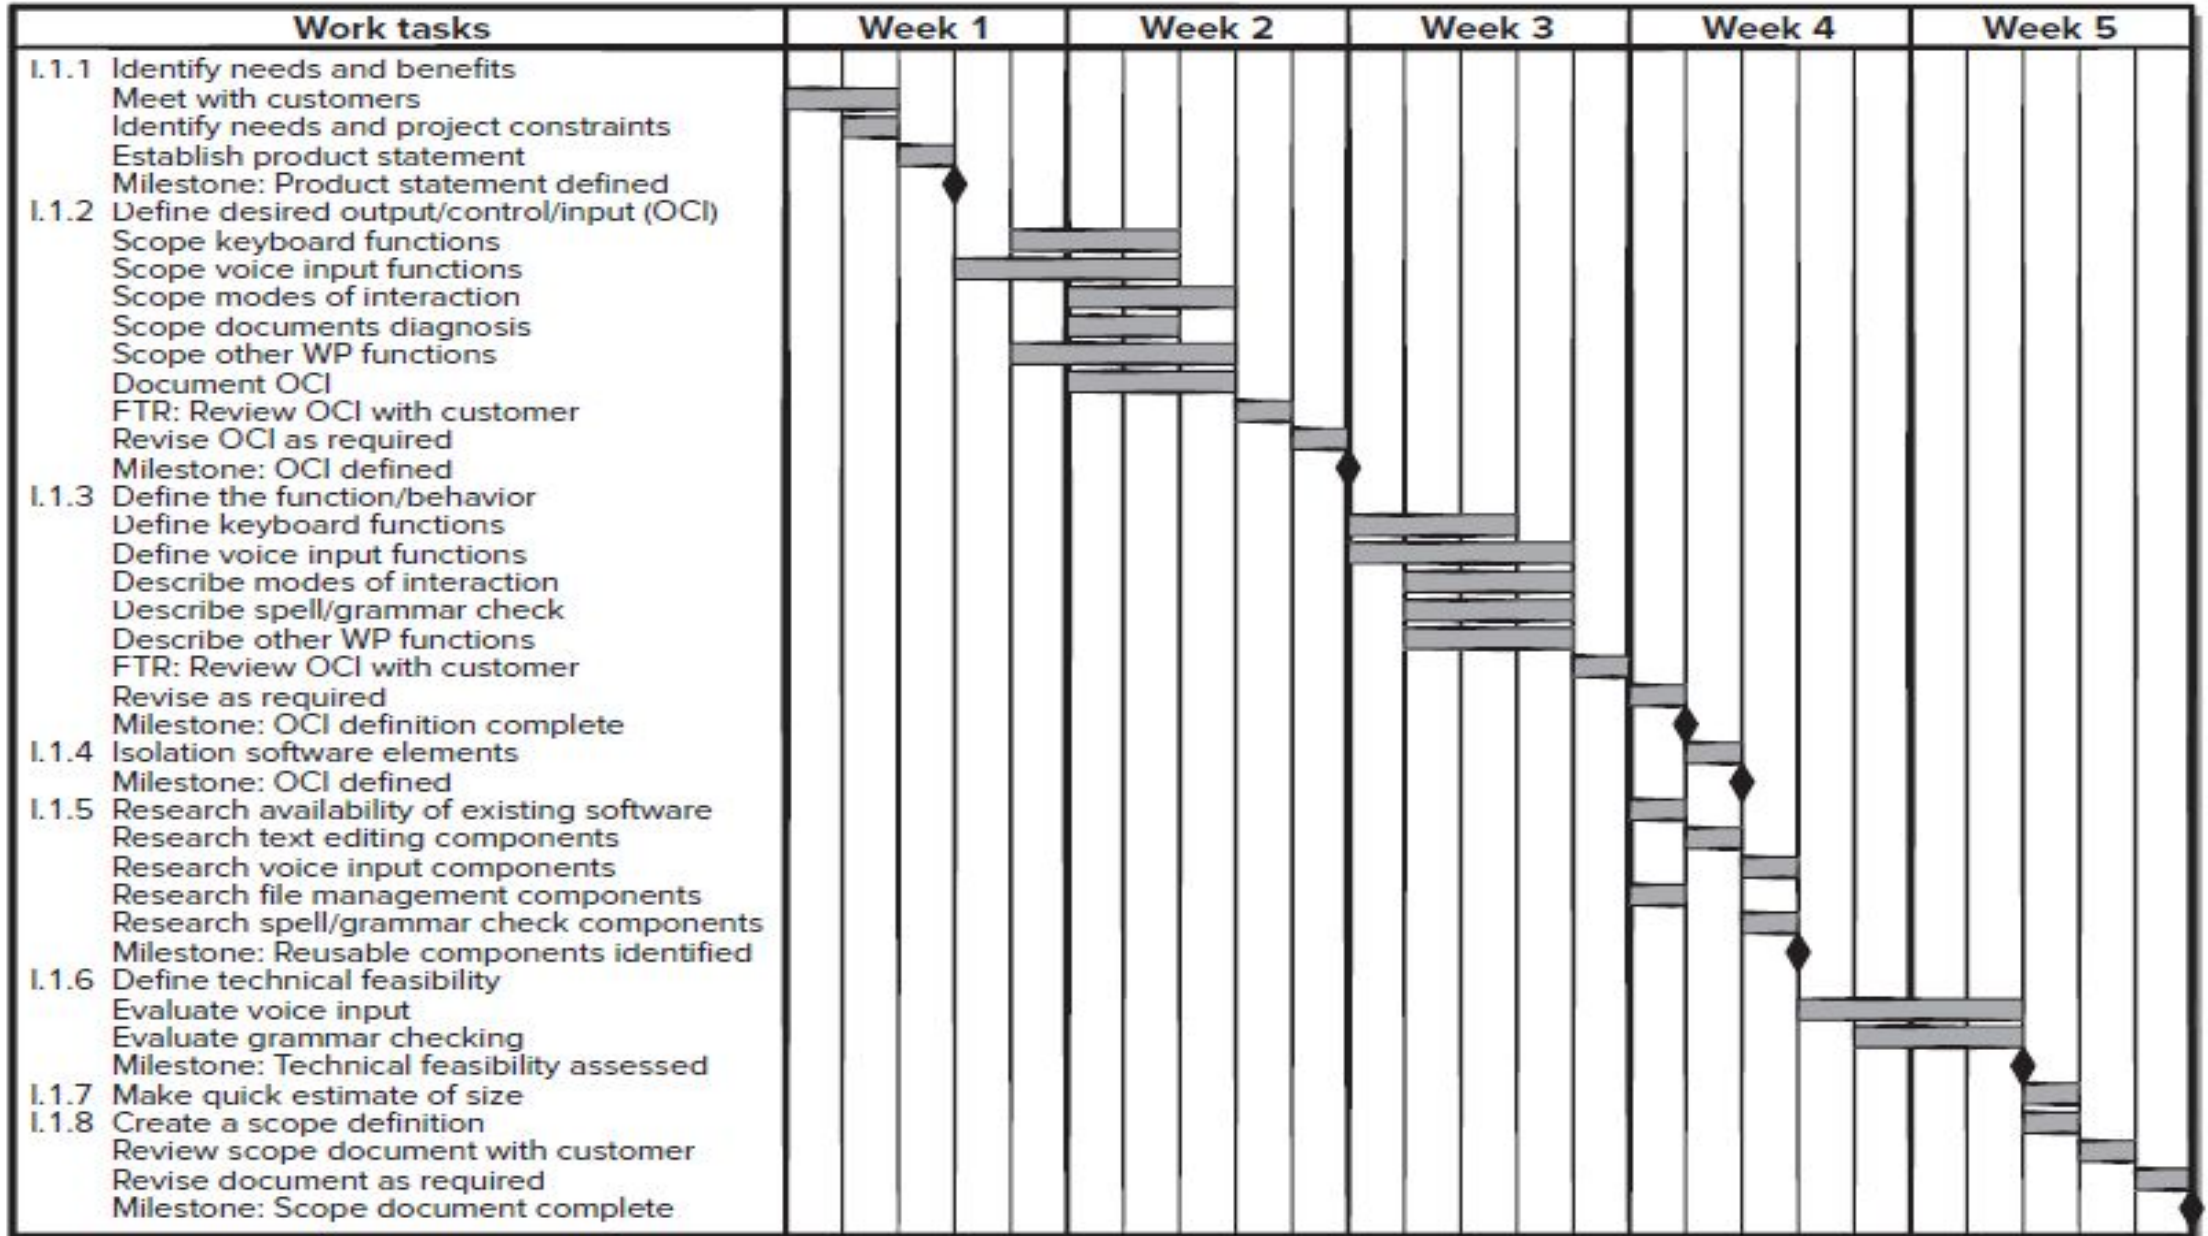 Work tasks Week 1 Week 2 Week 3 Week 4 Week 5
I.1.1 Identify needs and benefits
Meet with customers
Identify needs and project constraints
Establish product statement
Milestone: Product statement defined
I.1.2 Define desired output/control/input (OCI)
Scope keyboard functions
Scope voice input functions
Scope modes of interaction
Scope documents diagnosis
Scope other WP functions
Document OCI
FTR: Review OCI with customer
Revise OCI as required
Milestone: OCI defined
I.1.3 Define the function/behavior
Define keyboard functions
Define voice input functions
Describe modes of interaction
Describe spell/grammar check
Describe other WP functions
FTR: Review OCI with customer
Revise as required
Milestone: OCI definition complete
I.1.4 Isolation software elements
Milestone: OCI defined
I.1.5 Research availability of existing software
Research text editing components
Research voice input components
Research file management components
Research spell/grammar check components
Milestone: Reusable components identified
I.1.6 Define technical feasibility
Evaluate voice input
Evaluate grammar checking
Milestone: Technical feasibility assessed
I.1.7 Make quick estimate of size
I.1.8 Create a scope definition
Review scope document with customer
Revise document as required
Milestone: Scope document complete